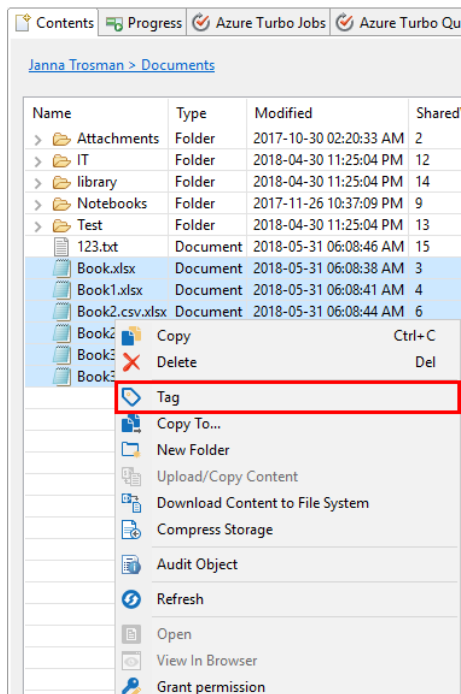 Contents Progress Azure Turbo Jobs Azure Turbo Qu
Janna Trosman > Documents
Name Type Modified Shared
Attachments Folder 2017-10-30 02:20:33 AM 2
IT Folder 2018-04-30 11:25:04 PM 12
library Folder 2018-04-30 11:25:04 PM 14
Notebooks Folder 2017-11-26 10:37:09 PM 9
Test Folder 2018-04-30 11:25:04 PM 13
123.txt Document 2018-05-31 06:08:46 AM 15
Book.xlsx Document 2018-05-31 06:08:38 AM 3
Book1.xlsx Document 2018-05-31 06:08:41 AM 4
Book2.csv.xlsx Document 2018-05-31 06:08:44 AM 6
Book2
Book3
Book3
Copy Ctrl+C
Delete Del
Tag
Copy To...
New Folder
Upload/Copy Content
Download Content to File System
Compress Storage
Audit Object
Refresh
Open
View In Browser
Grant permission